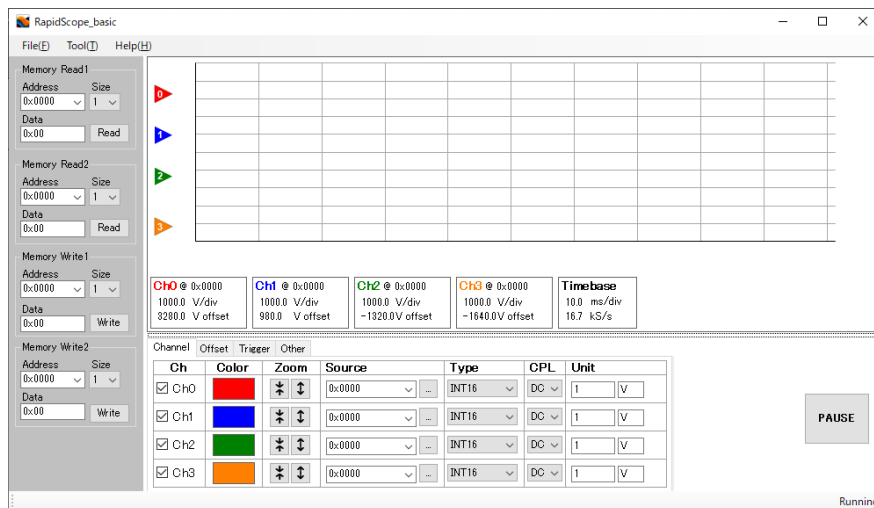 RapidScope_basic
File(F) Tool(T) Help(H)
Memory Read1
Address Size
0x0000 1
Data
0x00 Read
Memory Read2
Address Size
0x0000 1
Data
0x00 Read
Memory Write1
Address Size
0x0000 1
Data
0x00 Write
Memory Write2
Address Size
0x0000 1
Data
0x00 Write
0
1
2
3
Ch0 @ 0x0000
1000.0 V/div
3280.0 V offset
Ch1 @ 0x0000
1000.0 V/div
980.0 V offset
Ch2 @ 0x0000
1000.0 V/div
-1320.0V offset
Ch3 @ 0x0000
1000.0 V/div
-1640.0V offset
Timebase
10.0 ms/div
16.7 kS/s
Channel Offset Trigger Other
Ch Color Zoom Source Type CPL Unit
Ch0 0x0000 ... INT16 DC 1 V
Ch1 0x0000 ... INT16 DC 1 V
Ch2 0x0000 ... INT16 DC 1 V
Ch3 0x0000 ... INT16 DC 1 V
PAUSE
Running